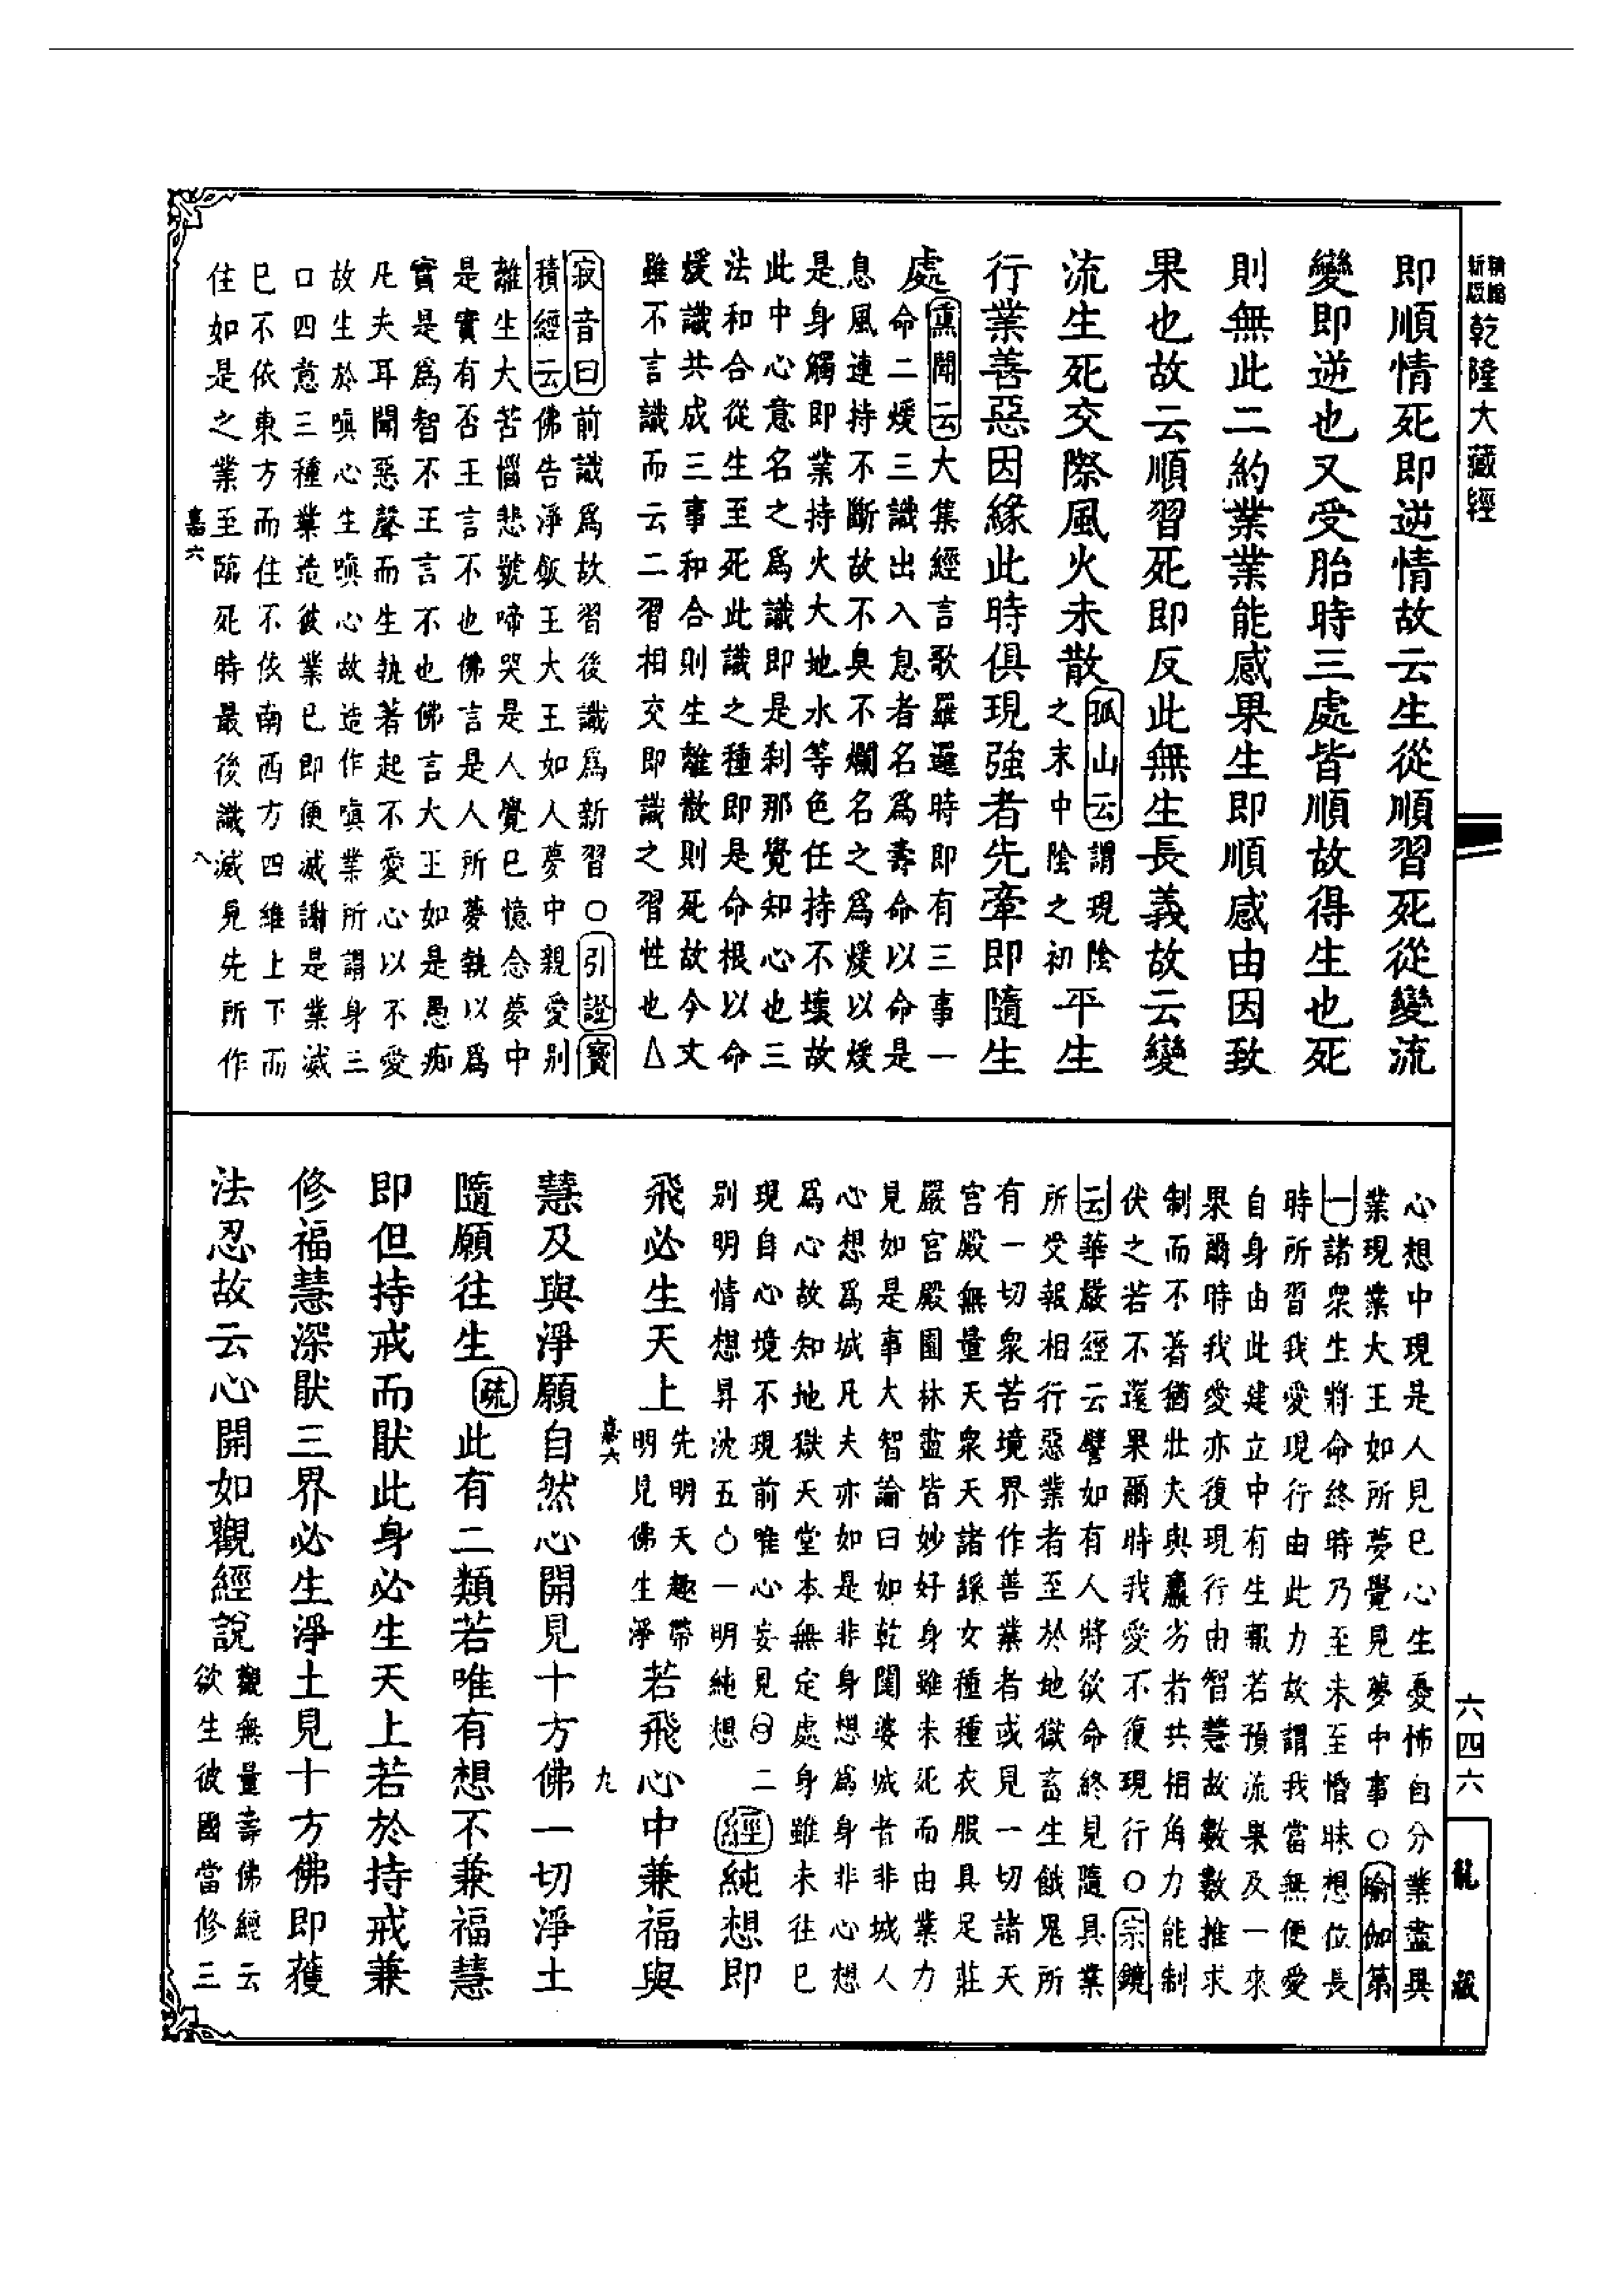 新版
精縮
乾隆大藏經
即順情死即逆情故云生從順習死從變流
變即逆也又受胎時三處皆順故得生也死
則無此二約業業能感果生即順感由因致
果也故云順習死即反此無生長義故云變
流生死交際風火未散
孤山云謂現陰
之末中陰之初
平生
行業善惡因緣此時俱現強者先牽即隨生
處
熏聞云大集經言歌羅邏時即有三事一
命二煖三識出入息者名為壽命以命是
息風連持不斷故不臭不爛名之為煖以煖
是身觸即業持火大地水等色任持不壞故
此中心意名之為識即是剎那覺知心也三
法和合從生至死此識之種即是命根以命
煖識共成三事和合則生離散則死故今文
雖不言識而云二習相交即識之習性也△
寂音曰前識為故習後識為新習○引證寶
積經云佛告淨飯王大王如人夢中親愛別
離生大苦惱悲號啼哭是人覺已憶念夢中
是實有否王言不也佛言是人所夢執以為
實是為智不王言不也佛言大王如是愚痴
凡夫耳聞惡聲而生執著起不愛心以不愛
故生於嗔心生嗔心故造作嗔業所謂身三
口四意三種業造彼業已即便滅謝是業滅
已不依東方而住不依南西方四維上下而
住如是之業至臨死時最後識滅見先所作
嘉六
八
心想中現是人見已心生憂怖自分業盡異
業現業大王如所夢覺見夢中事○瑜伽第
一諸衆生將命終時乃至未至惛昧想位長
時所習我愛現行由此力故謂我當無便愛
自身由此建立中有生報若預流果及一來
果爾時我愛亦復現行由智慧故數數推求
制而不著猶壯夫與羸劣者共相角力能制
伏之若不還果爾時我愛不復現行○宗鏡
云華嚴經云譬如有人將欲命終見隨其業
所受報相行惡業者至於地獄畜生餓鬼所
有一切衆苦境界作善業者或見一切諸天
宮殿無量天衆天諸綵女種種衣服具足莊
嚴宮殿園林盡皆妙好身雖未死而由業力
見如是事大智論曰如乾闥婆城者非城人
心想為城凡夫亦如是非身想為身非心想
為心故知地獄天堂本無定處身雖未往已
現自心境不現前唯心妄見㊀二
別明情想昇沈五○一明純想
經純想即
飛必生天上
先明天趣帶
明見佛生淨
若飛心中兼福與
嘉六
九
慧及與淨願自然心開見十方佛一切淨土
隨願往生
疏此有二類若唯有想不兼福慧
即但持戒而猒此身必生天上若於持戒兼
修福慧深猒三界必生淨土見十方佛即獲
法忍故云心開如觀經說
觀無量壽佛經云
欲生彼國當修三
六四六
龍藏